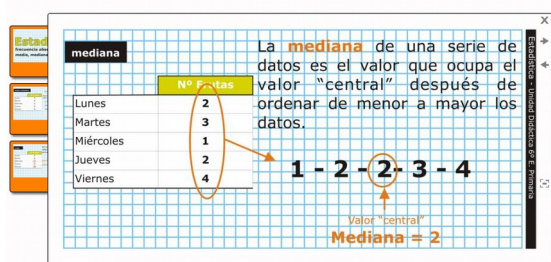 Estad
frecuencia abso
media, mediana
mediana
La mediana de una serie de
datos es el valor que ocupa el
valor "central" después de
ordenar de menor a mayor los
datos.
Nº Frutas
Lunes 2
Martes 3
Miércoles 1
Jueves 2
Viernes 4
1 - 2 - 2 - 3 - 4
Valor "central"
Mediana = 2
Estadística - Unidad Didáctica 6º E. Primaria